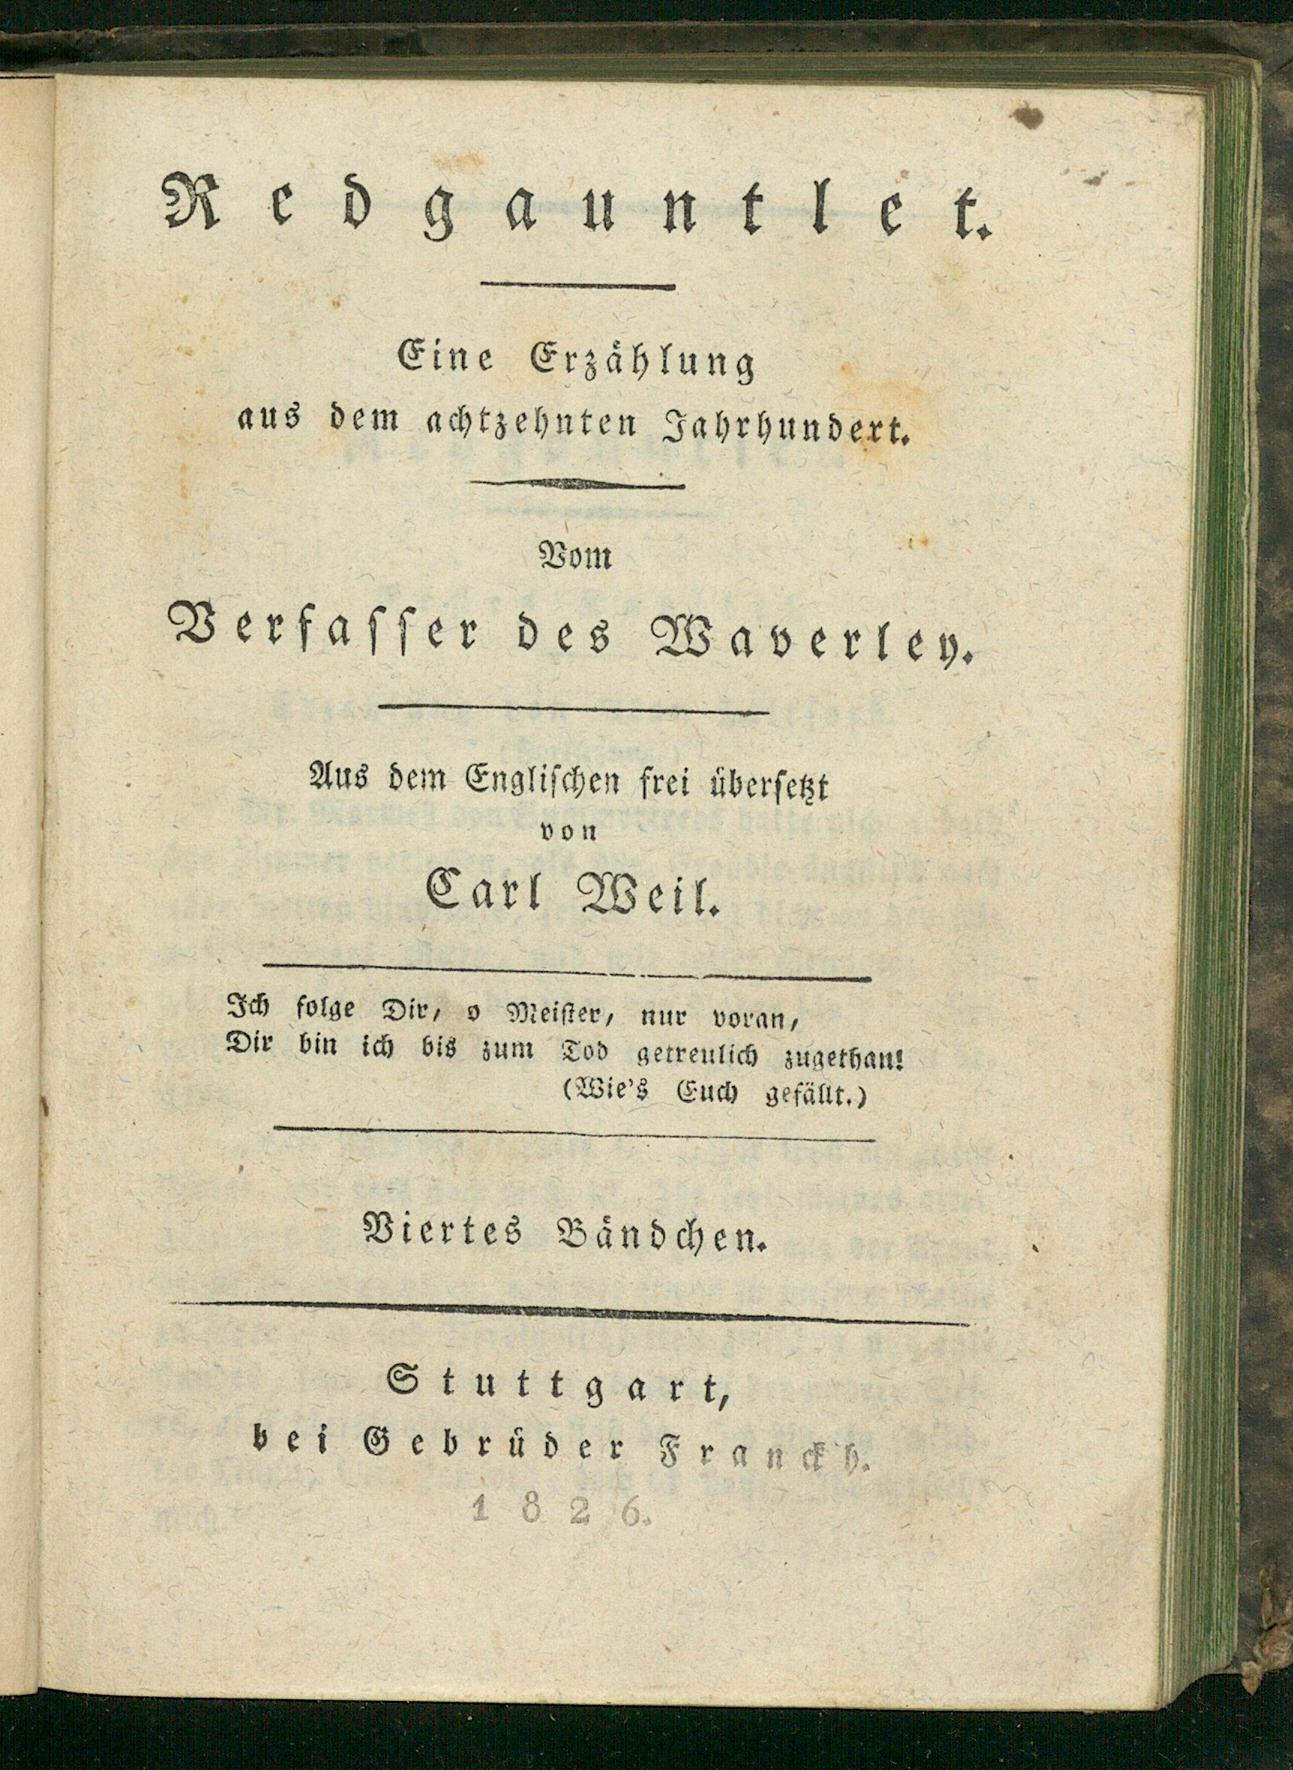 Redgauntlet.
Eine Erzählung
aus dem achtzehnten Jahrhundert.
Vom
Verfaſſer des Waverley.
Aus dem Engliſchen frei überſetzt
von
Carl Weil.
Ich folge Dir, o Meiſter, nur voran,
Dir bin ich bis zum Tod getreulich zugethan!
(Wie's Euch gefällt.)
Viertes Bändchen.
Stuttgart,
bei Gebrüder Franckh.
1826.